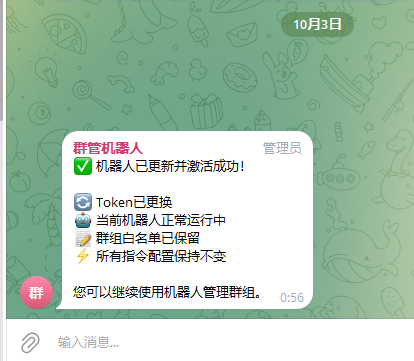 10月3日
群管机器人 管理员
✅ 机器人已更新并激活成功！
🔄 Token已更换
🤖 当前机器人正常运行中
📝 群组白名单已保留
⚡ 所有指令配置保持不变
您可以继续使用机器人管理群组。 0:56
群
输入消息...